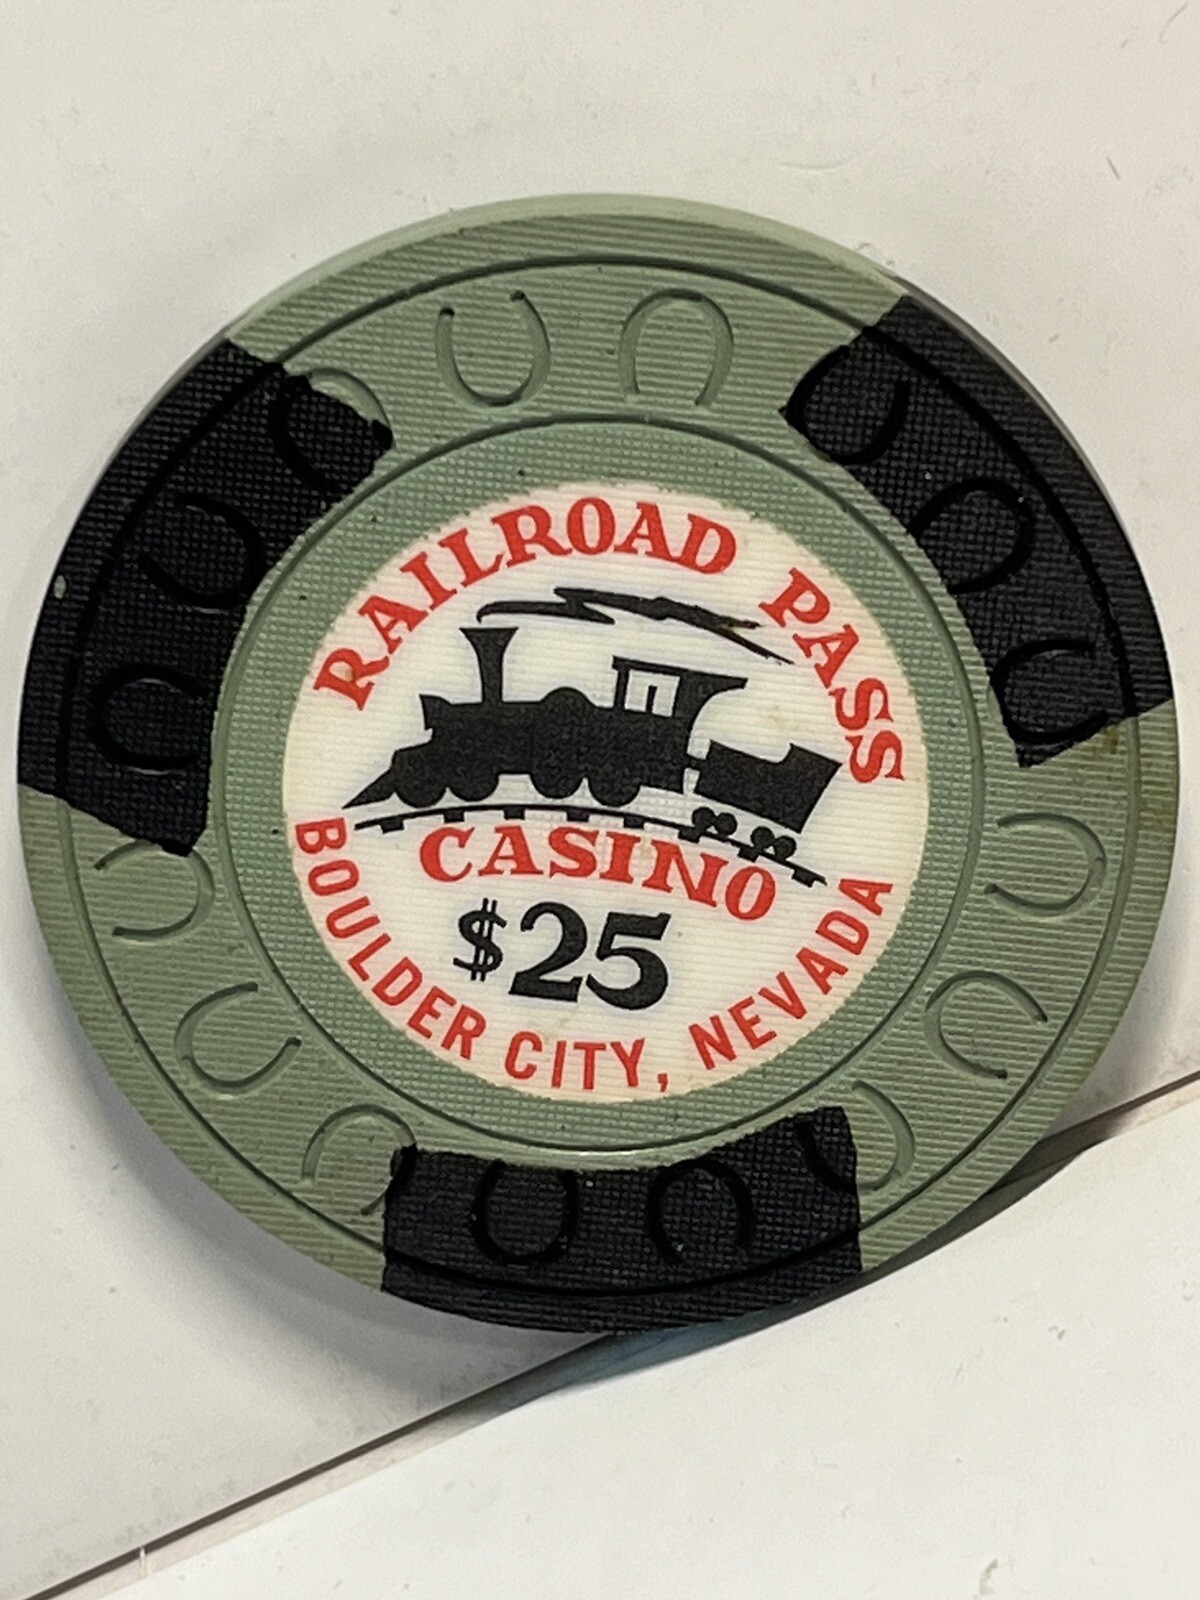 RAILROAD PASS
CASINO
$25
BOULDER CITY, NEVADA